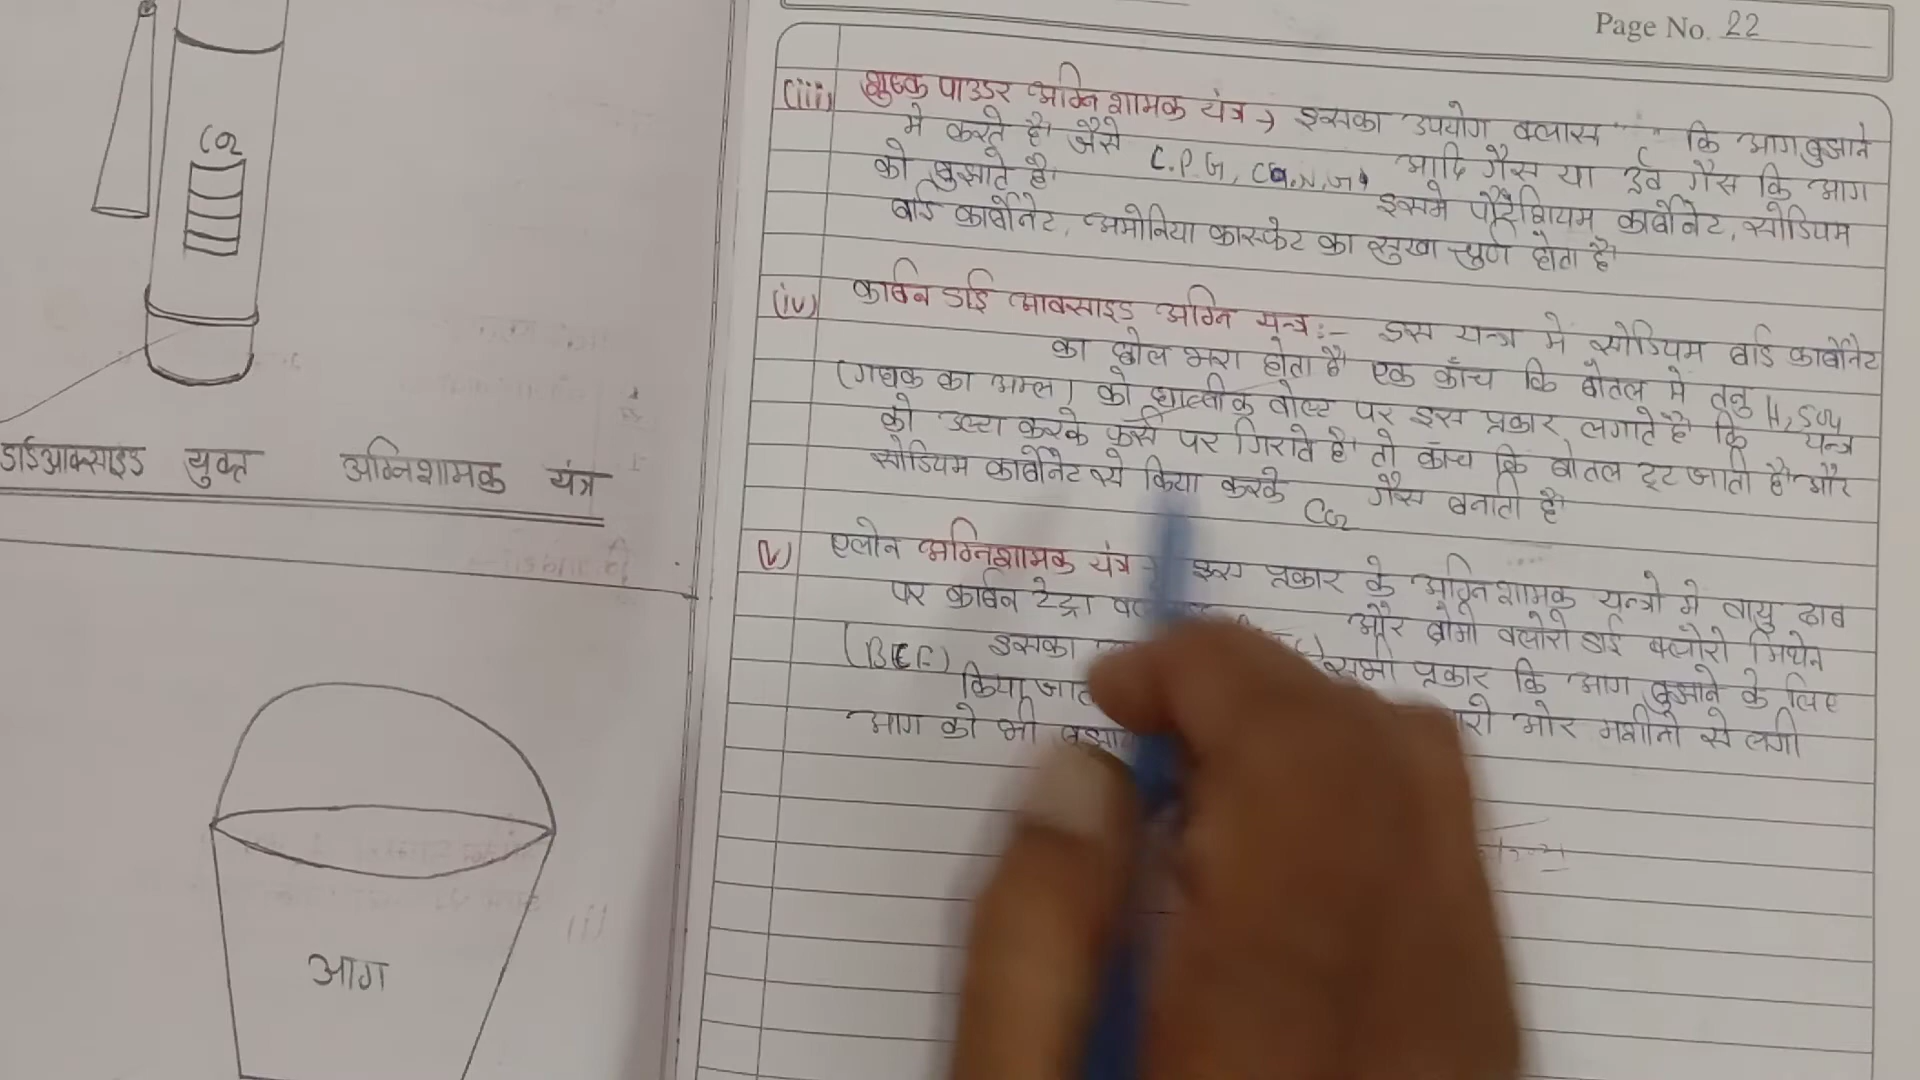 CO2
डाईआक्साइड युक्त अग्निशामक यंत्र
आग
Page No. 22
(iii) शुष्क पाउडर अग्नि शामक यंत्र → इसका उपयोग क्लास C कि आग बुझाने
मे करते है जैसे C.P.G, C.N.G आदि गैस या द्रव गैस कि आग
को बुझाते है इसमे पोटेशियम कार्बोनेट, सोडियम
बाई कार्बोनेट, अमोनिया फास्फेट का सुखा चुर्ण होता है
(iv) कार्बन डाई आक्साइड अग्नि यन्त्र :- इस यन्त्र में सोडियम बाई कार्बोनेट
का घोल भरा होता है एक काँच कि बोतल मे तनु H2SO4
(गंधक का अम्ल) को धात्वीक बोल्ट पर इस प्रकार लगाते है कि यन्त्र
को उल्टा करके फर्स पर गिराते है तो काँच कि बोतल टूट जाती है और
सोडियम कार्बोनेट से क्रिया करके CO2 गैस बनाती है
(v) एलोन अग्निशामक यंत्र → इस प्रकार के अग्निशामक यन्त्रो मे वायु दाब
पर कार्बन टेट्रा और ब्रोमो क्लोरो डाई क्लोरो मिथेन
(BCF) इसका सभी प्रकार कि आग बुझाने के लिए
किया जाता ओर मशीनो से लगी
आग को भी